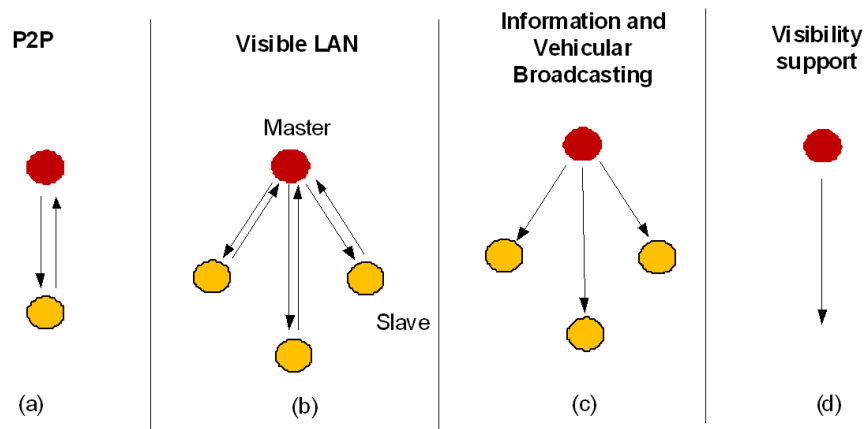 P2P
Visible LAN
Information and
Vehicular
Broadcasting
Visibility
support
Master
Slave
(a)
(b)
(c)
(d)